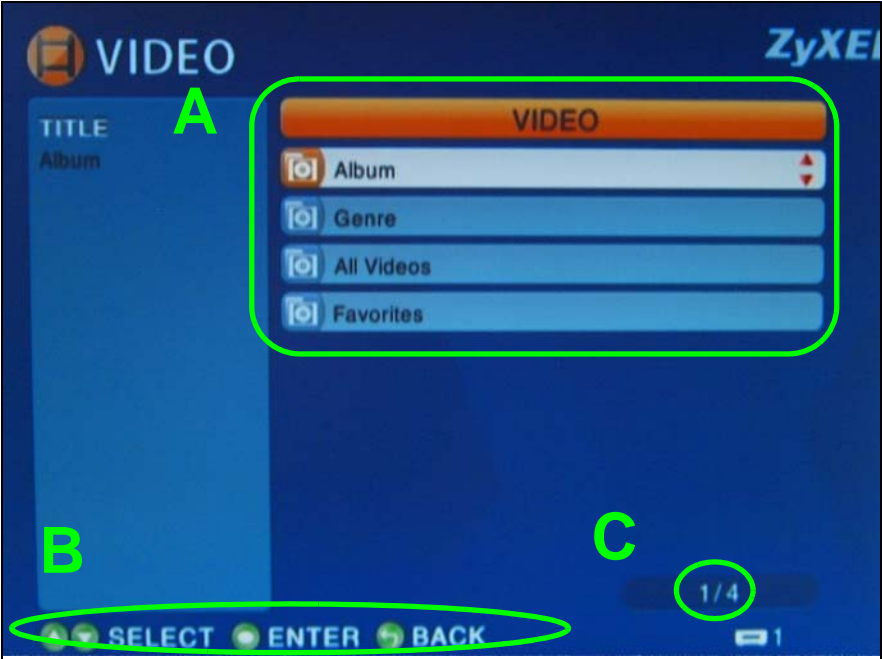 VIDEO
ZyXEL
A
TITLE
Album
VIDEO
Album
Genre
All Videos
Favorites
B
C
1/4
SELECT ENTER BACK
1